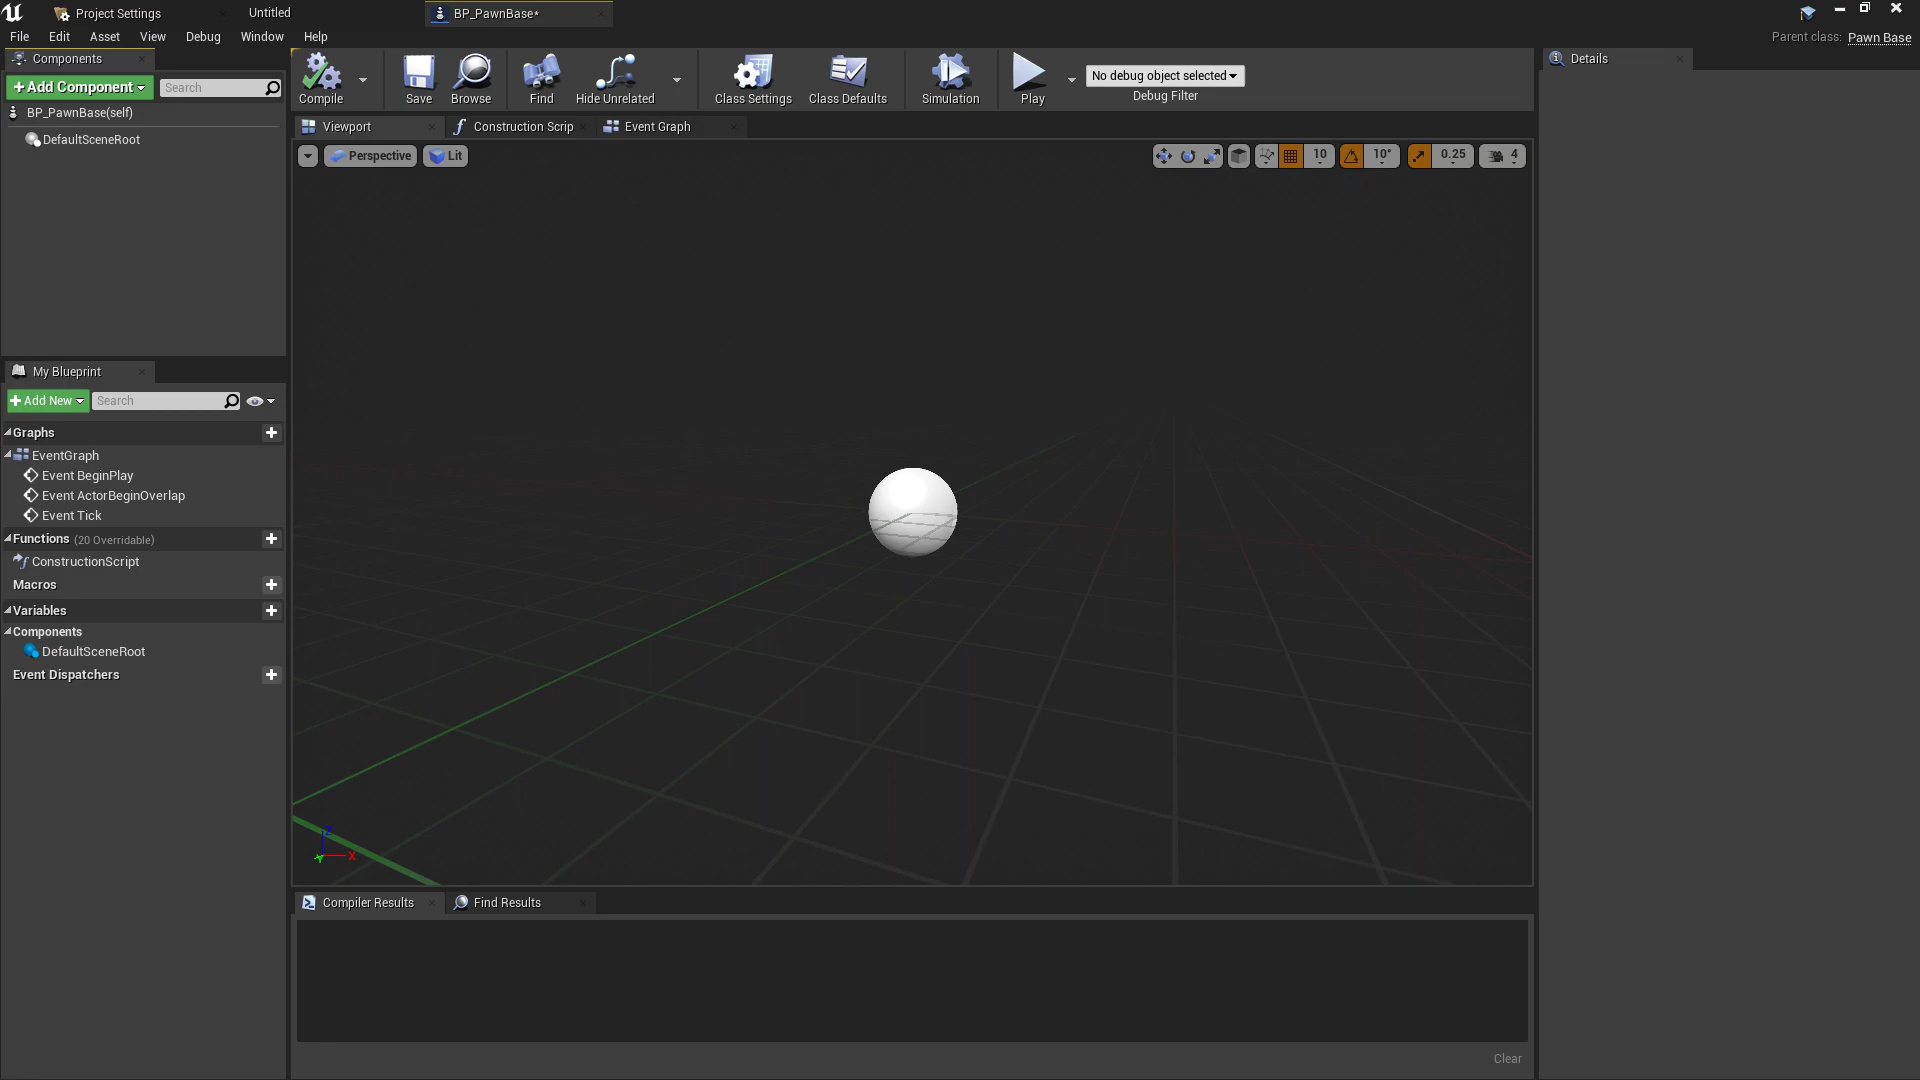 Project Settings
Untitled
BP_PawnBase*
File Edit Asset View Debug Window Help
Parent class: Pawn Base
Components
Add Component
Search
BP_PawnBase(self)
DefaultSceneRoot
Compile
Save
Browse
Find
Hide Unrelated
Class Settings
Class Defaults
Simulation
Play
No debug object selected
Debug Filter
Details
Viewport
Construction Scrip
Event Graph
Perspective
Lit
10
10°
0.25
4
My Blueprint
Add New
Search
Graphs
EventGraph
Event BeginPlay
Event ActorBeginOverlap
Event Tick
Functions (20 Overridable)
ConstructionScript
Macros
Variables
Components
DefaultSceneRoot
Event Dispatchers
Z
Y
X
Compiler Results
Find Results
Clear